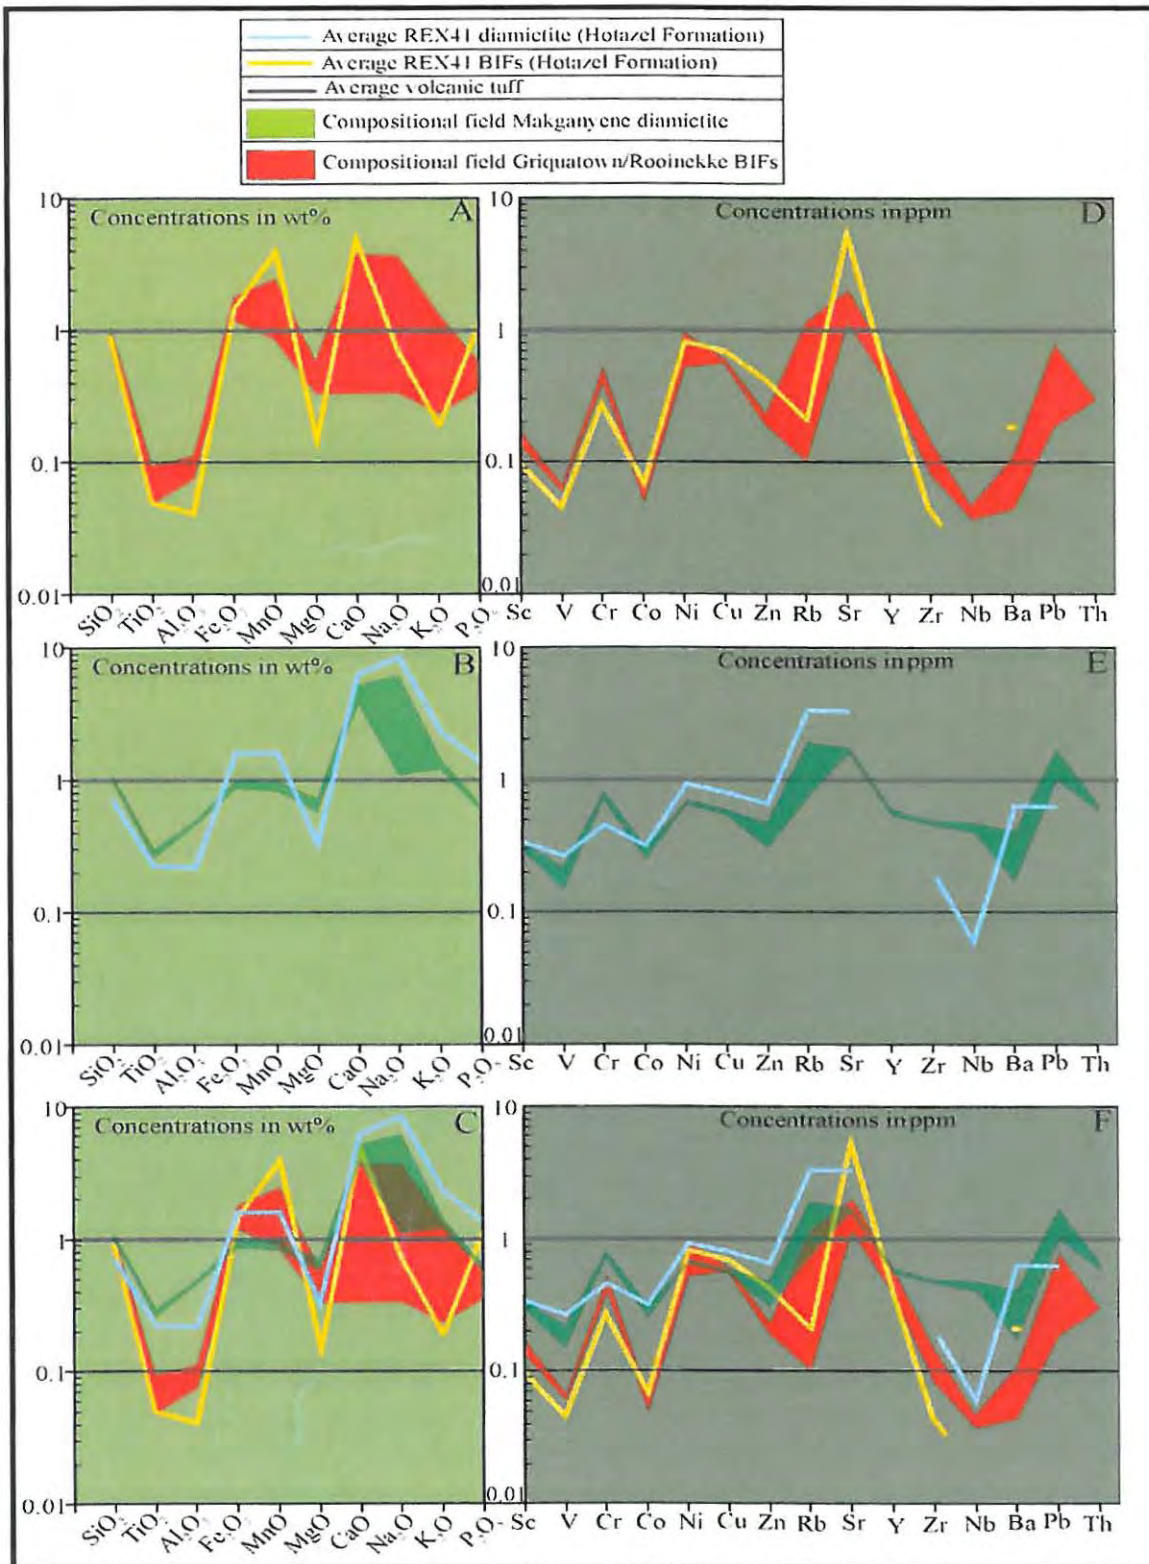 Average REX41 diamictite (Hotazel Formation)
Average REX41 BIFs (Hotazel Formation)
Average volcanic tuff
Compositional field Makganyene diamictite
Compositional field Griquatown/Rooinekke BIFs
10
Concentrations in wt%
A
1
0.1
0.01
SiO₂ TiO₂ Al₂O₃ Fe₂O₃ MnO MgO CaO Na₂O K₂O P₂O₅
10
Concentrations in ppm
D
1
0.1
0.01
Sc V Cr Co Ni Cu Zn Rb Sr Y Zr Nb Ba Pb Th
10
Concentrations in wt%
B
1
0.1
0.01
SiO₂ TiO₂ Al₂O₃ Fe₂O₃ MnO MgO CaO Na₂O K₂O P₂O₅
10
Concentrations in ppm
E
1
0.1
0.01
Sc V Cr Co Ni Cu Zn Rb Sr Y Zr Nb Ba Pb Th
10
Concentrations in wt%
C
1
0.1
0.01
SiO₂ TiO₂ Al₂O₃ Fe₂O₃ MnO MgO CaO Na₂O K₂O P₂O₅
10
Concentrations in ppm
F
1
0.1
0.01
Sc V Cr Co Ni Cu Zn Rb Sr Y Zr Nb Ba Pb Th